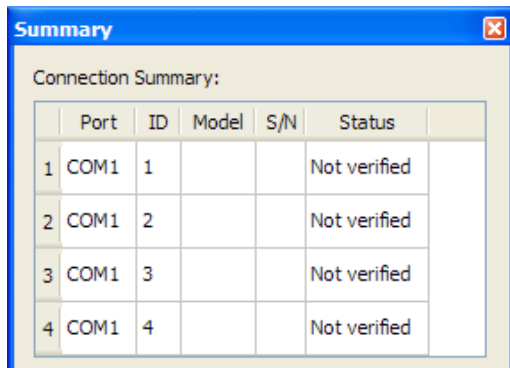 Summary
Connection Summary:
Port ID Model S/N Status
1 COM1 1 Not verified
2 COM1 2 Not verified
3 COM1 3 Not verified
4 COM1 4 Not verified